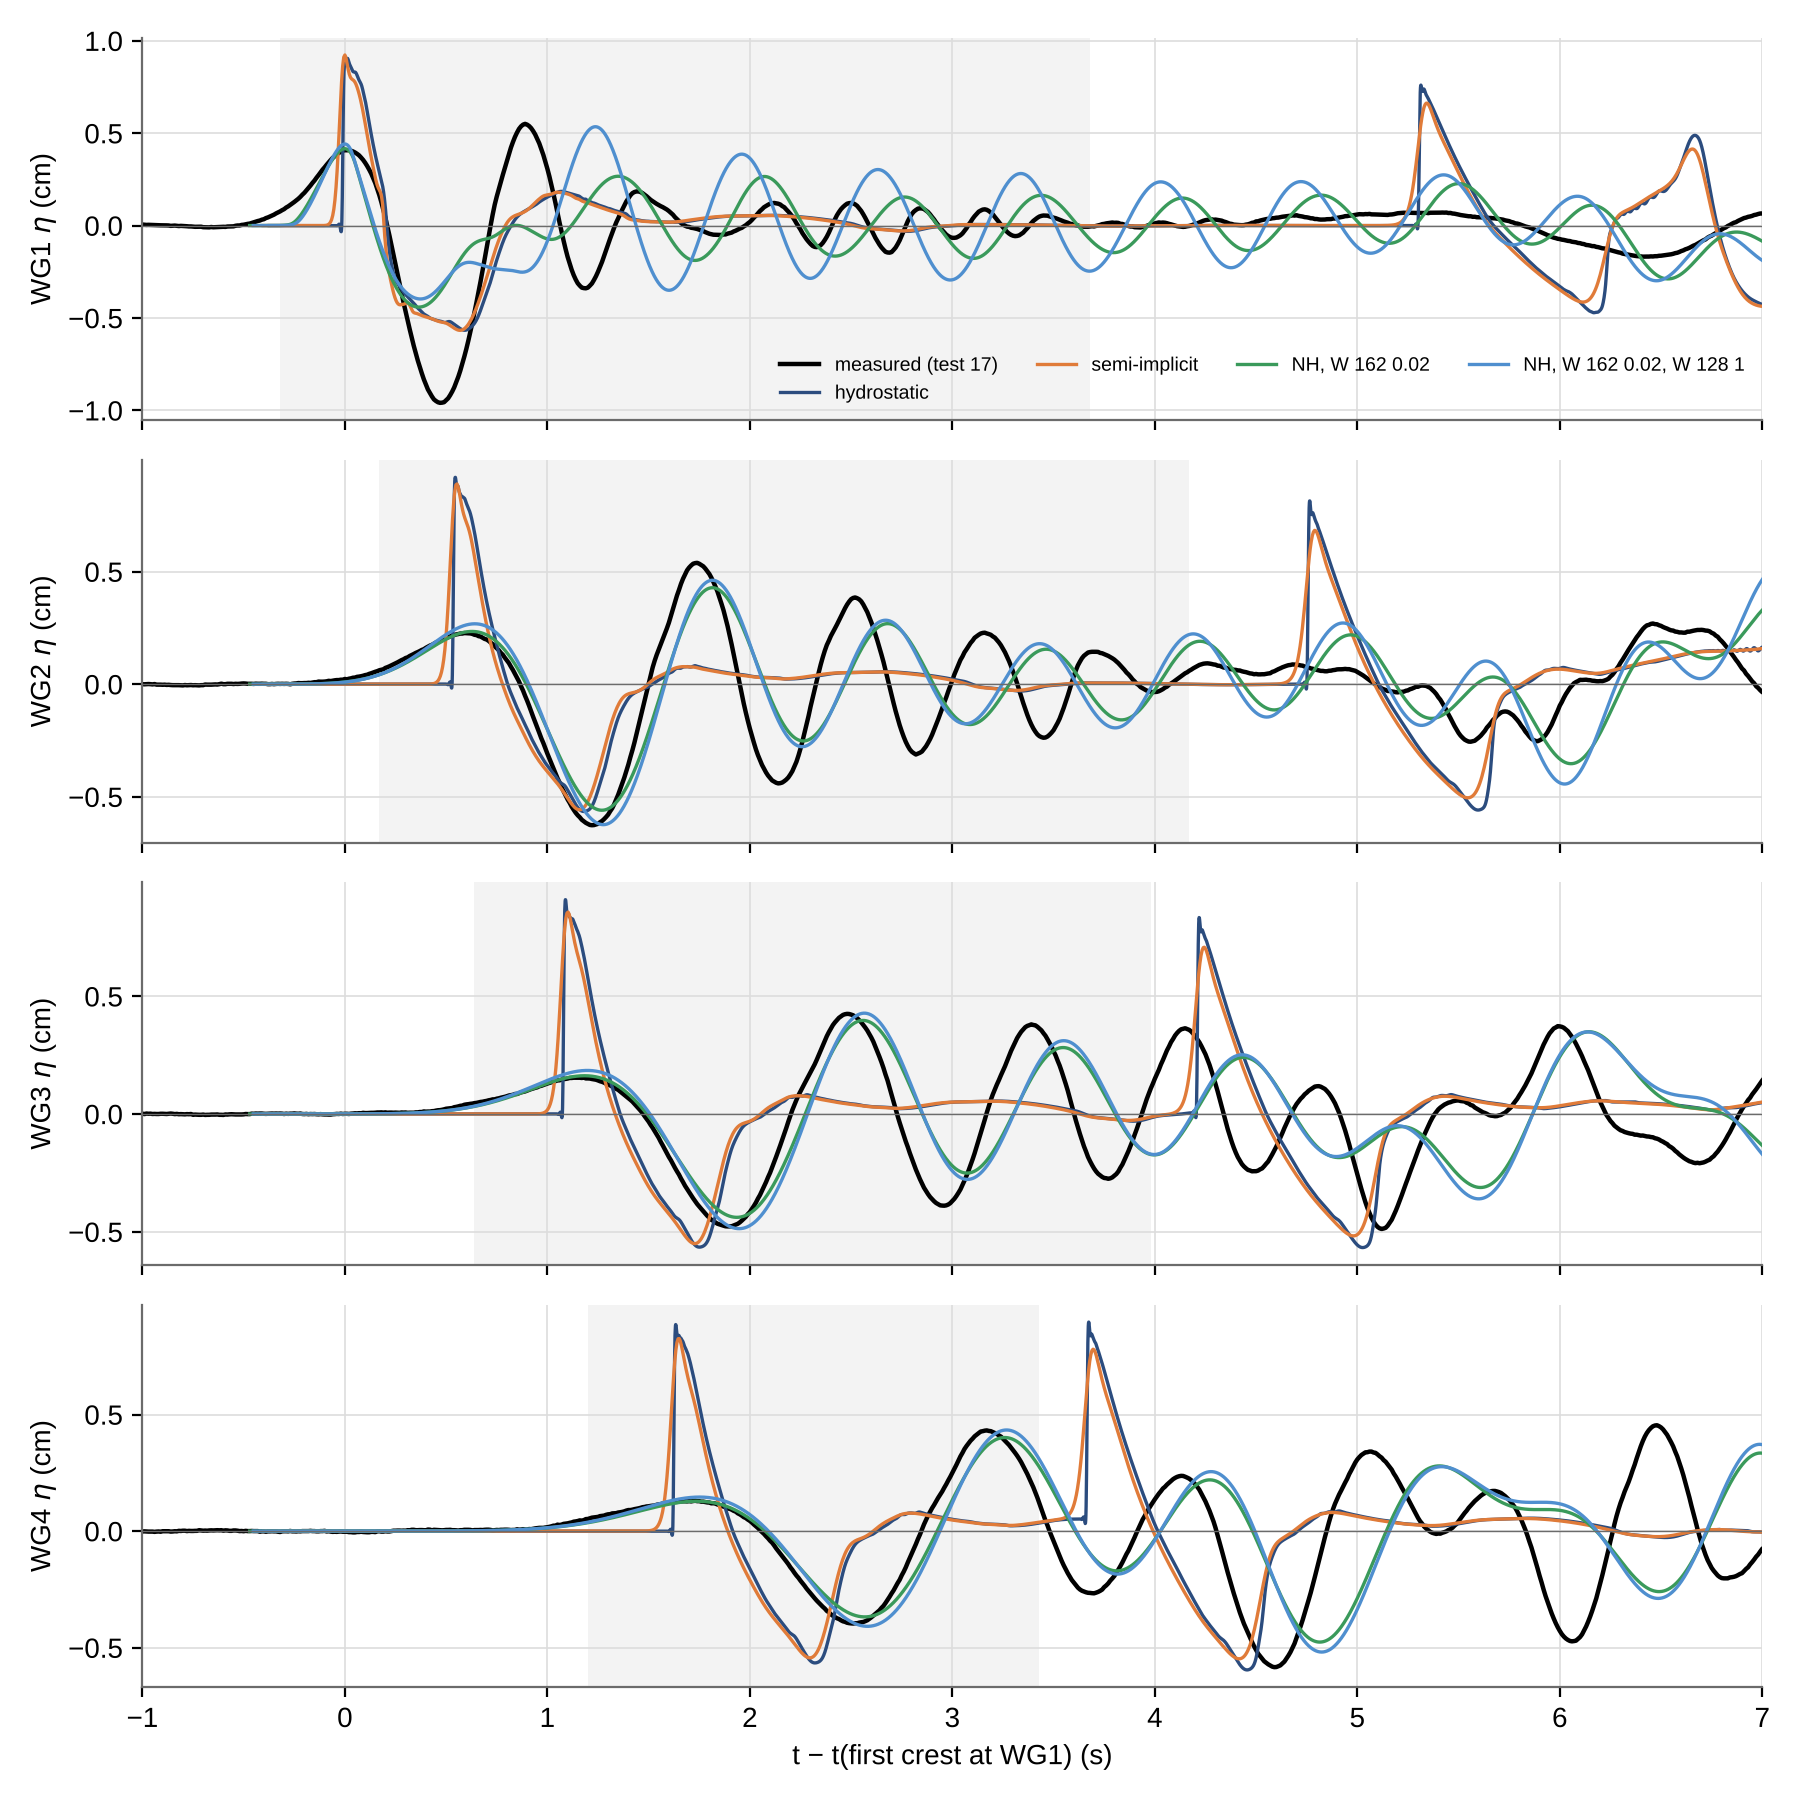 1.0
0.5
0.0
−0.5
−1.0
WG1 η (cm)
measured (test 17)
hydrostatic
semi-implicit
NH, W 162 0.02
NH, W 162 0.02, W 128 1
0.5
0.0
−0.5
WG2 η (cm)
0.5
0.0
−0.5
WG3 η (cm)
0.5
0.0
−0.5
WG4 η (cm)
−1 0 1 2 3 4 5 6 7
t − t(first crest at WG1) (s)